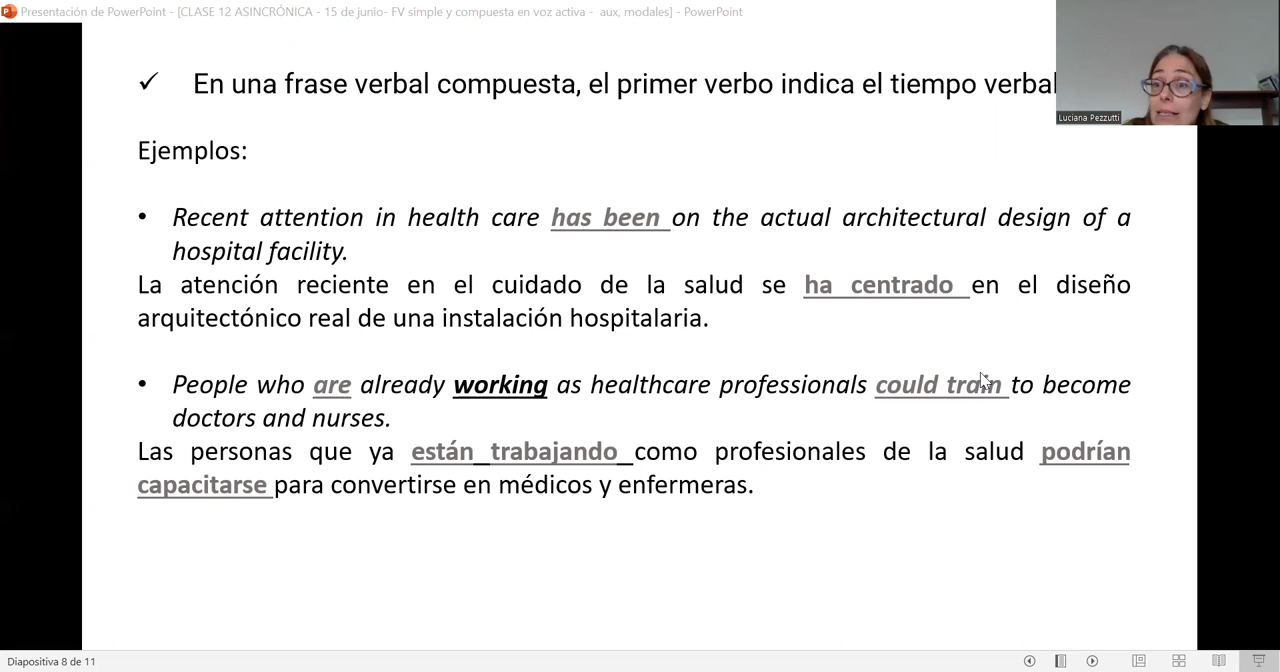 Presentación de PowerPoint - [CLASE 12 ASINCRÓNICA - 15 de junio- FV simple y compuesta en voz activa - aux, modales] - PowerPoint
✓ En una frase verbal compuesta, el primer verbo indica el tiempo verbal
Luciana Pezzutti
Ejemplos:
• Recent attention in health care has been on the actual architectural design of a
hospital facility.
La atención reciente en el cuidado de la salud se ha centrado en el diseño
arquitectónico real de una instalación hospitalaria.
• People who are already working as healthcare professionals could train to become
doctors and nurses.
Las personas que ya están trabajando como profesionales de la salud podrían
capacitarse para convertirse en médicos y enfermeras.
Diapositiva 8 de 11